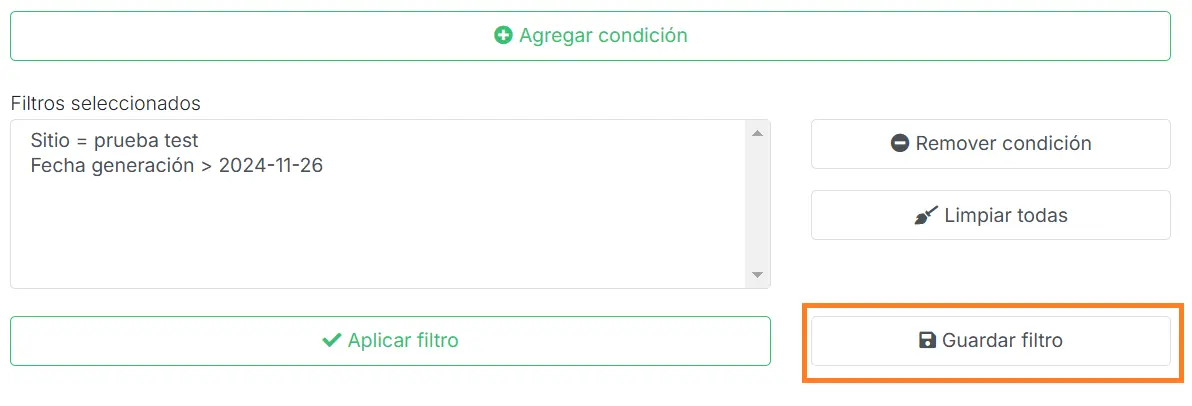 Agregar condición
Filtros seleccionados
Sitio = prueba test
Fecha generación > 2024-11-26
Remover condición
Limpiar todas
Aplicar filtro
Guardar filtro